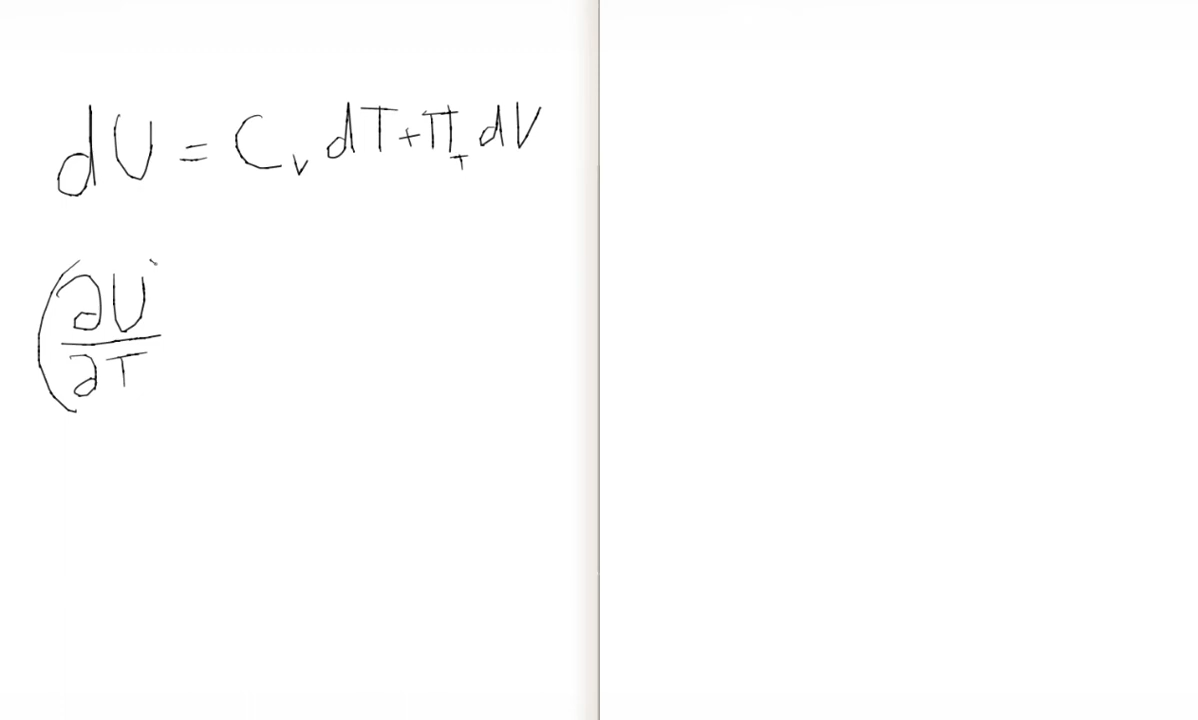 dU = C_v dT + π_T dV
(∂U/∂T